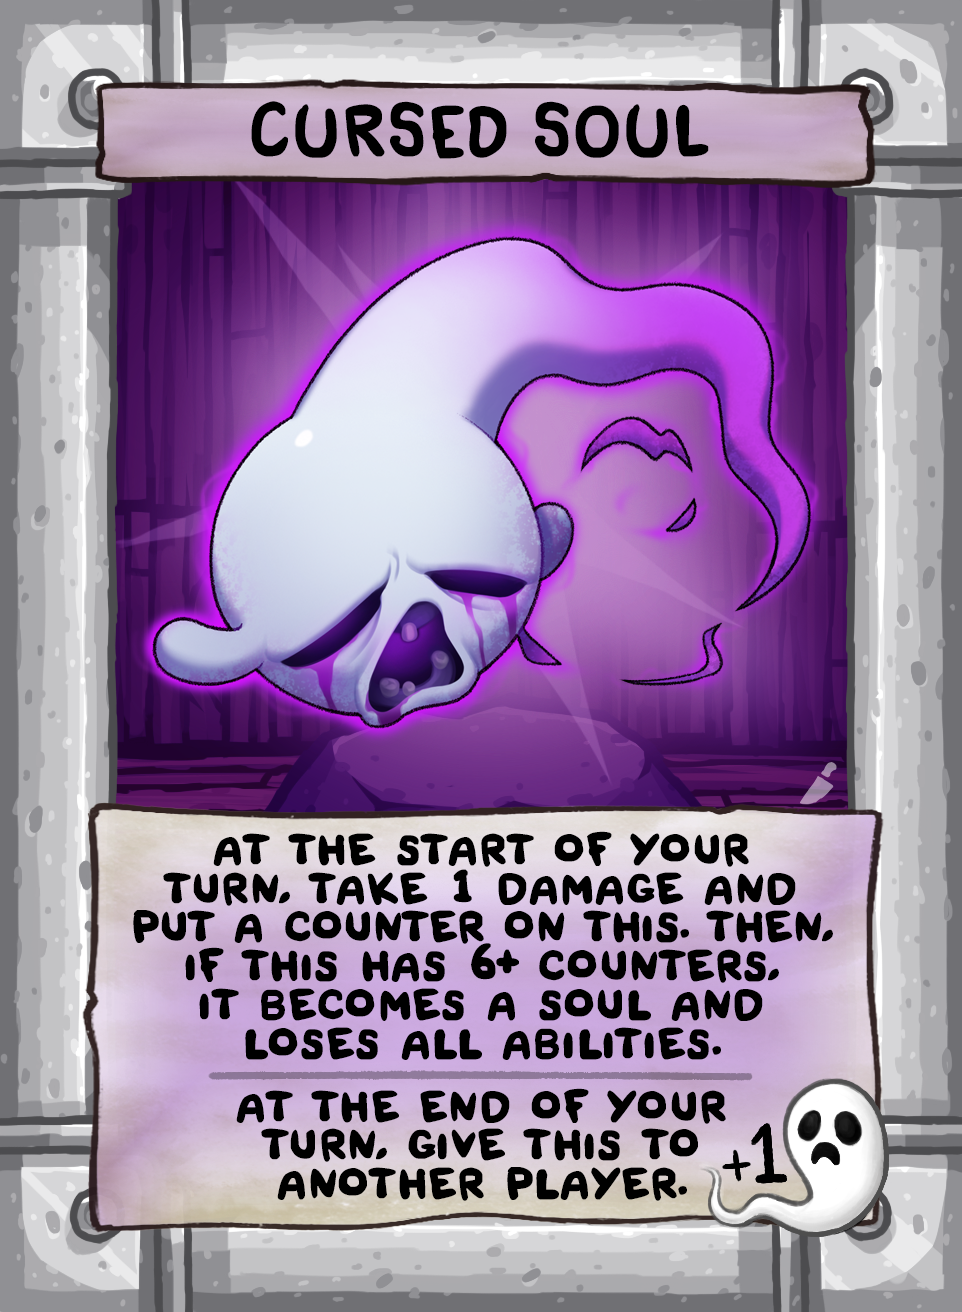 CURSED SOUL
AT THE START OF YOUR
TURN, TAKE 1 DAMAGE AND
PUT A COUNTER ON THIS. THEN,
IF THIS HAS 6+ COUNTERS,
IT BECOMES A SOUL AND
LOSES ALL ABILITIES.
AT THE END OF YOUR
TURN, GIVE THIS TO
ANOTHER PLAYER.
+1